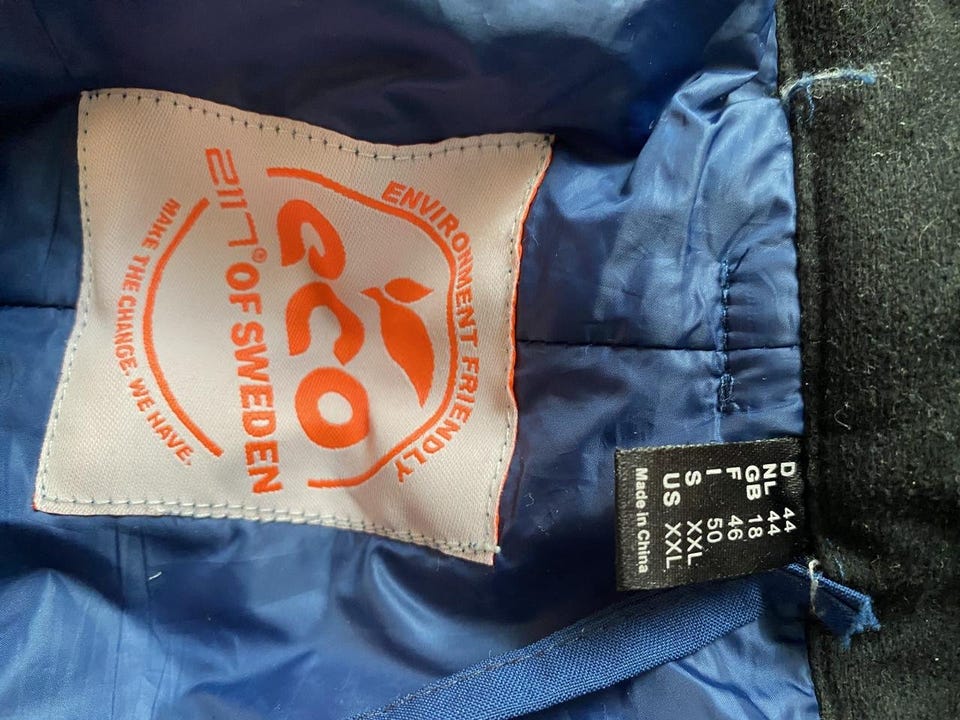 ENVIRONMENT FRIENDLY
eco
2117® OF SWEDEN
MAKE THE CHANGE. WE HAVE.
D 44
NL 44
GB 18
F 46
I 50
S XXL
US XXL
Made in China